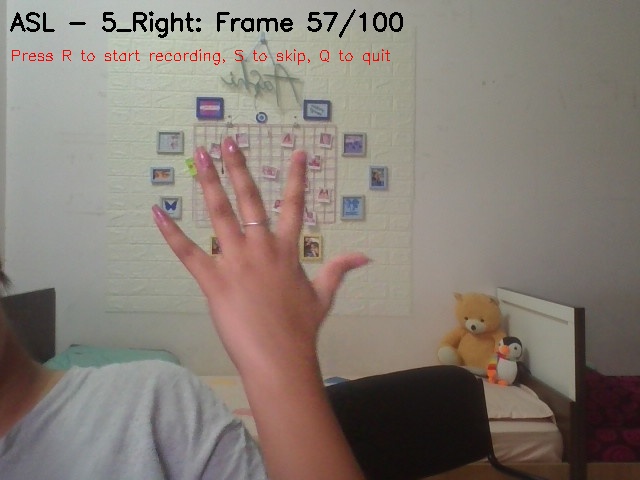 ASL - 5_Right: Frame 57/100
Press R to start recording, S to skip, Q to quit